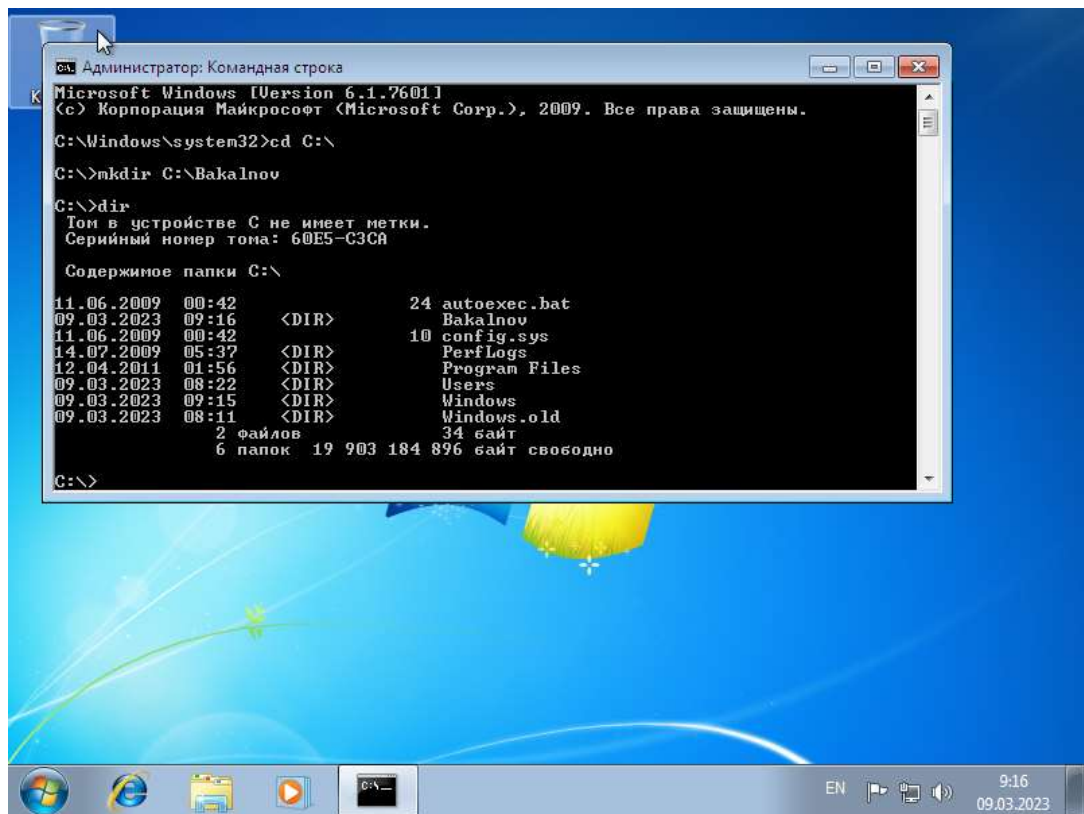 Администратор: Командная строка
К
Microsoft Windows [Version 6.1.7601]
(c) Корпорация Майкрософт (Microsoft Corp.), 2009. Все права защищены.
C:\Windows\system32>cd C:\
C:\>mkdir C:\Bakalnov
C:\>dir
Том в устройстве C не имеет метки.
Серийный номер тома: 60E5-C3CA
Содержимое папки C:\
11.06.2009 00:42 24 autoexec.bat
09.03.2023 09:16 <DIR> Bakalnov
11.06.2009 00:42 10 config.sys
14.07.2009 05:37 <DIR> PerfLogs
12.04.2011 01:56 <DIR> Program Files
09.03.2023 08:22 <DIR> Users
09.03.2023 09:15 <DIR> Windows
09.03.2023 08:11 <DIR> Windows.old
2 файлов 34 байт
6 папок 19 903 184 896 байт свободно
C:\>
EN
9:16
09.03.2023